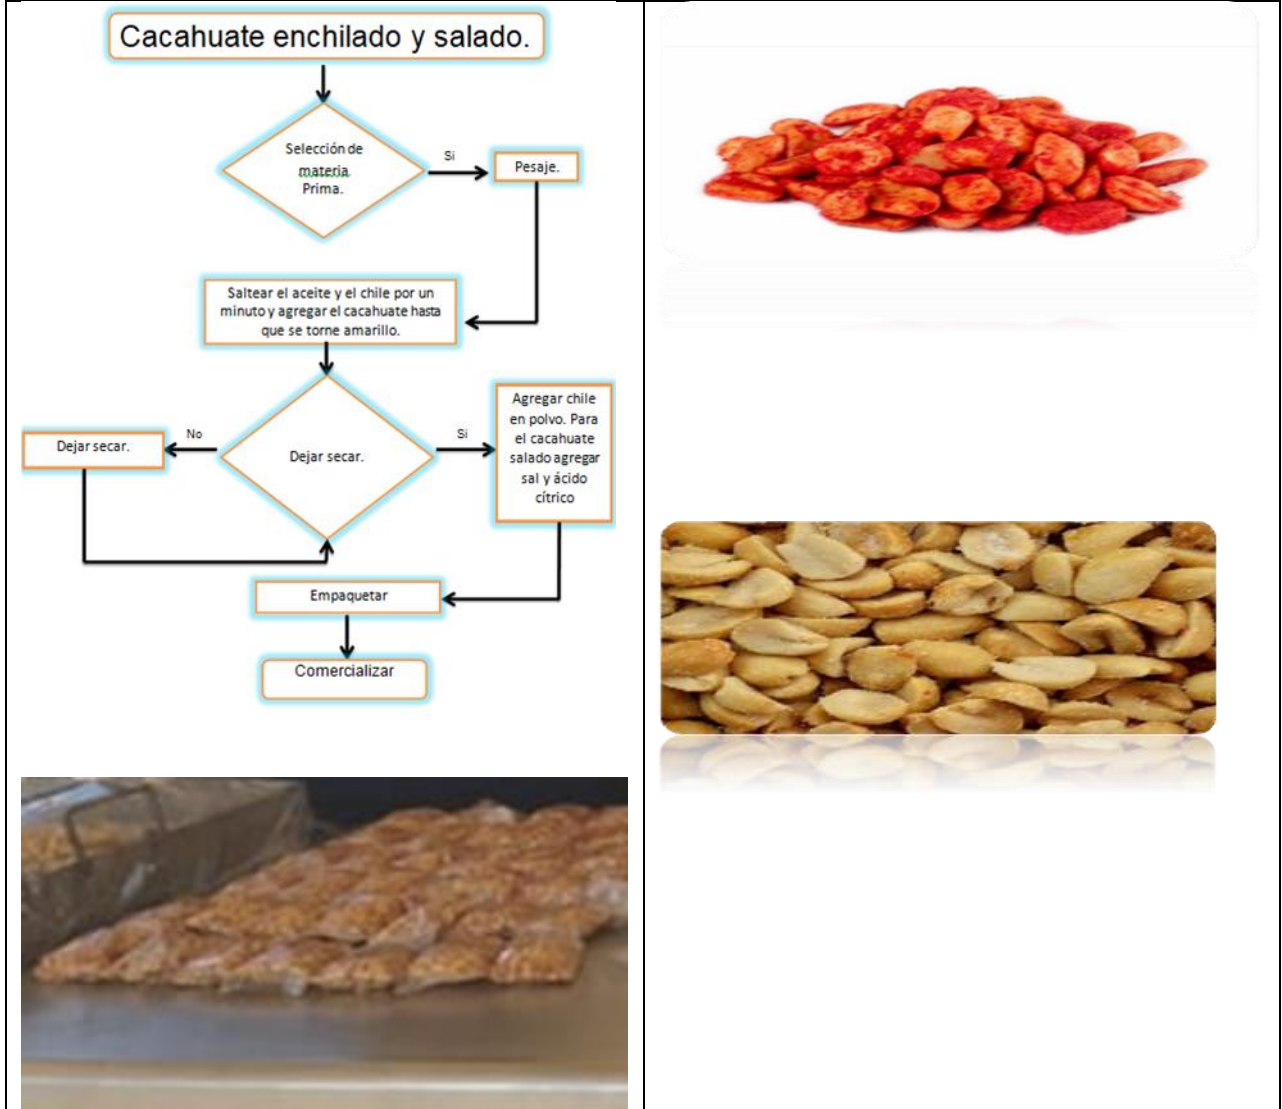 Cacahuate enchilado y salado.
Selección de
materia
Prima.
Si
Pesaje.
Saltear el aceite y el chile por un
minuto y agregar el cacahuate hasta
que se torne amarillo.
Dejar secar.
No
Dejar secar.
Si
Agregar chile
en polvo. Para
el cacahuate
salado agregar
sal y ácido
cítrico
Empaquetar
Comercializar